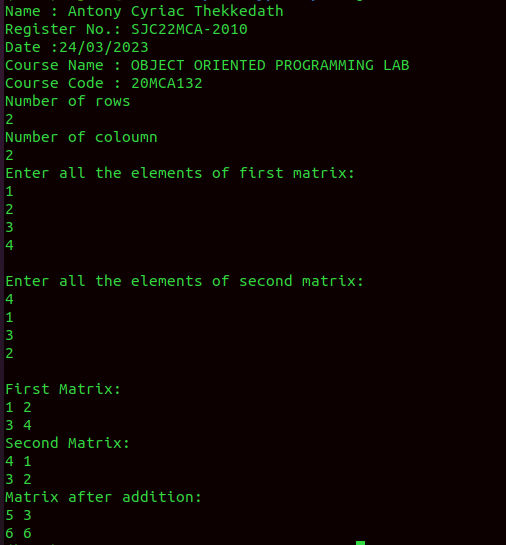 Name : Antony Cyriac Thekkedath
Register No.: SJC22MCA-2010
Date :24/03/2023
Course Name : OBJECT ORIENTED PROGRAMMING LAB
Course Code : 20MCA132
Number of rows
2
Number of coloumn
2
Enter all the elements of first matrix:
1
2
3
4
Enter all the elements of second matrix:
4
1
3
2
First Matrix:
1 2
3 4
Second Matrix:
4 1
3 2
Matrix after addition:
5 3
6 6